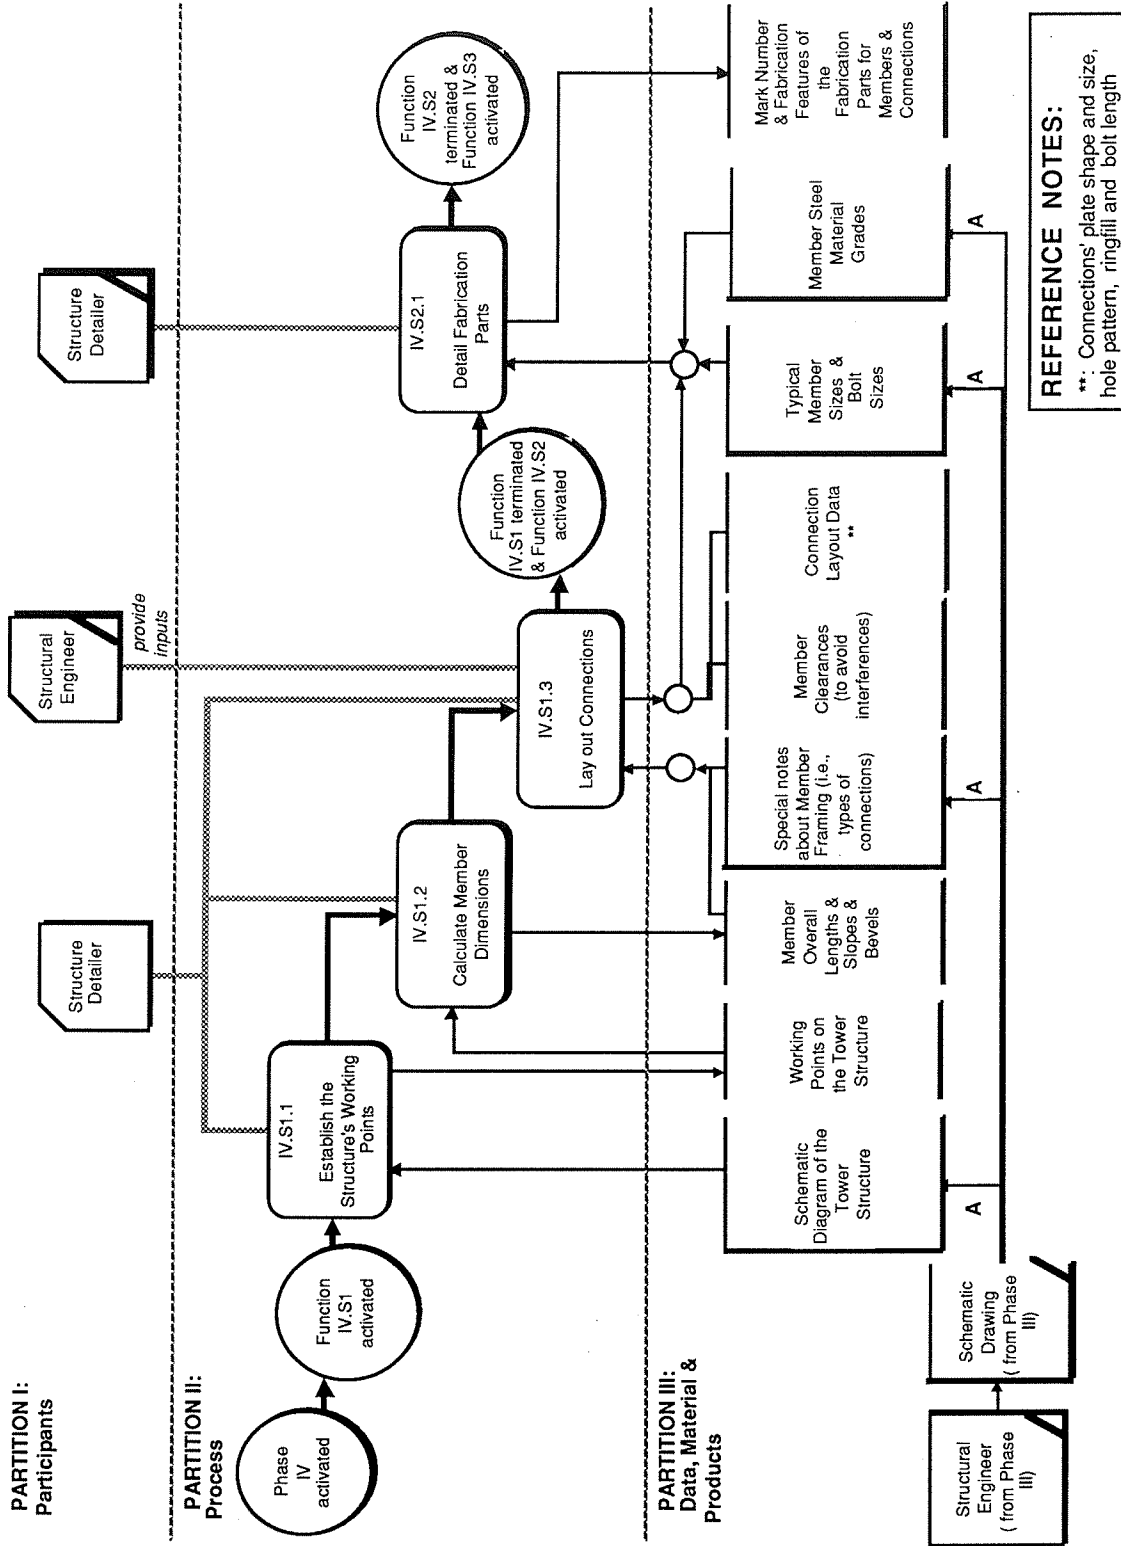 PARTITION I:
Participants
Structure
Detailer
Structural
Engineer
provide
inputs
Structure
Detailer
PARTITION II:
Process
Phase
IV
activated
Function
IV.S1
activated
IV.S1.1
Establish the
Structure's Working
Points
IV.S1.2
Calculate Member
Dimensions
IV.S1.3
Lay out Connections
Function
IV.S1 terminated
& Function IV.S2
activated
IV.S2.1
Detail Fabrication
Parts
Function
IV.S2
terminated &
Function IV.S3
activated
PARTITION III:
Data, Material &
Products
Schematic
Diagram of the
Tower
Structure
Working
Points on
the Tower
Structure
Member
Overall
Lengths &
Slopes &
Bevels
Special notes
about Member
Framing (i.e.,
types of
connections)
Member
Clearances
(to avoid
interferences)
Connection
Layout Data
**
Typical
Member
Sizes &
Bolt
Sizes
Member Steel
Material
Grades
Mark Number
& Fabrication
Features of
the
Fabrication
Parts for
Members &
Connections
A
A
A
A
Structural
Engineer
( from Phase
III)
Schematic
Drawing
( from Phase
III)
REFERENCE NOTES:
**: Connections' plate shape and size,
hole pattern, ringfill and bolt length